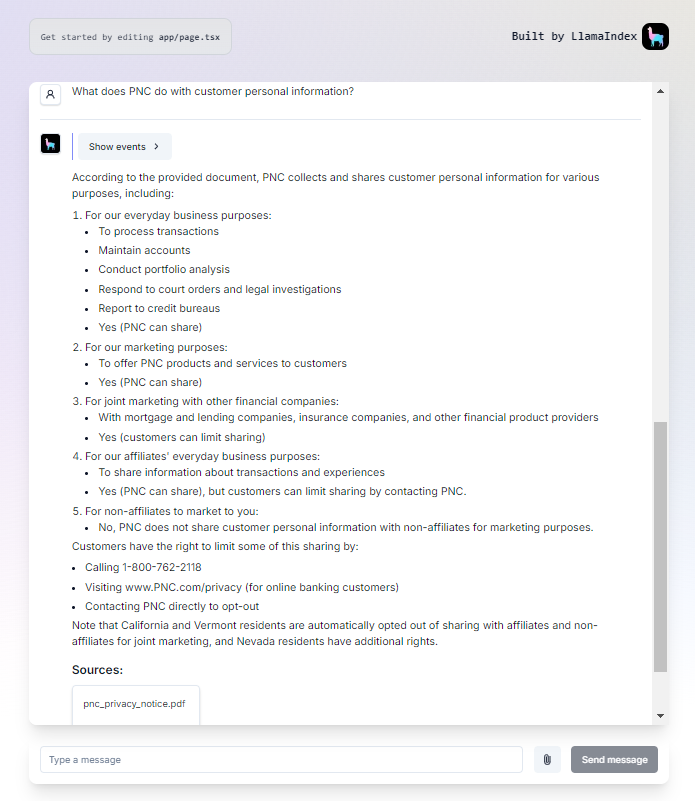 Get started by editing app/page.tsx
Built by LlamaIndex
What does PNC do with customer personal information?
Show events
According to the provided document, PNC collects and shares customer personal information for various
purposes, including:
1. For our everyday business purposes:
• To process transactions
• Maintain accounts
• Conduct portfolio analysis
• Respond to court orders and legal investigations
• Report to credit bureaus
• Yes (PNC can share)
2. For our marketing purposes:
• To offer PNC products and services to customers
• Yes (PNC can share)
3. For joint marketing with other financial companies:
• With mortgage and lending companies, insurance companies, and other financial product providers
• Yes (customers can limit sharing)
4. For our affiliates' everyday business purposes:
• To share information about transactions and experiences
• Yes (PNC can share), but customers can limit sharing by contacting PNC.
5. For non-affiliates to market to you:
• No, PNC does not share customer personal information with non-affiliates for marketing purposes.
Customers have the right to limit some of this sharing by:
• Calling 1-800-762-2118
• Visiting www.PNC.com/privacy (for online banking customers)
• Contacting PNC directly to opt-out
Note that California and Vermont residents are automatically opted out of sharing with affiliates and non-
affiliates for joint marketing, and Nevada residents have additional rights.
Sources:
pnc_privacy_notice.pdf
Type a message
Send message